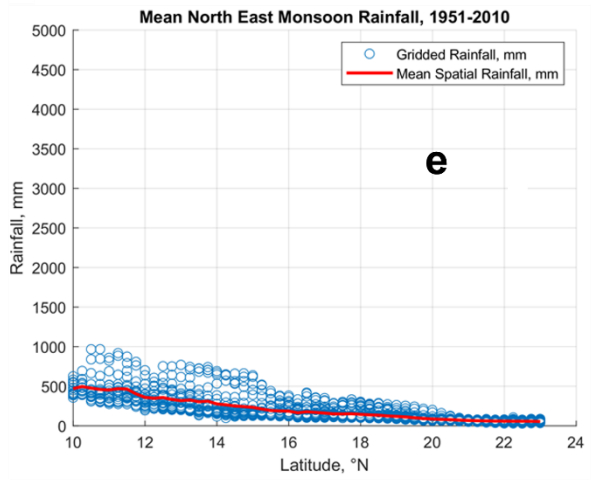 Mean North East Monsoon Rainfall, 1951-2010
5000
4500
4000
3500
3000
2500
2000
1500
1000
500
0
Rainfall, mm
Gridded Rainfall, mm
Mean Spatial Rainfall, mm
e
10 12 14 16 18 20 22 24
Latitude, °N